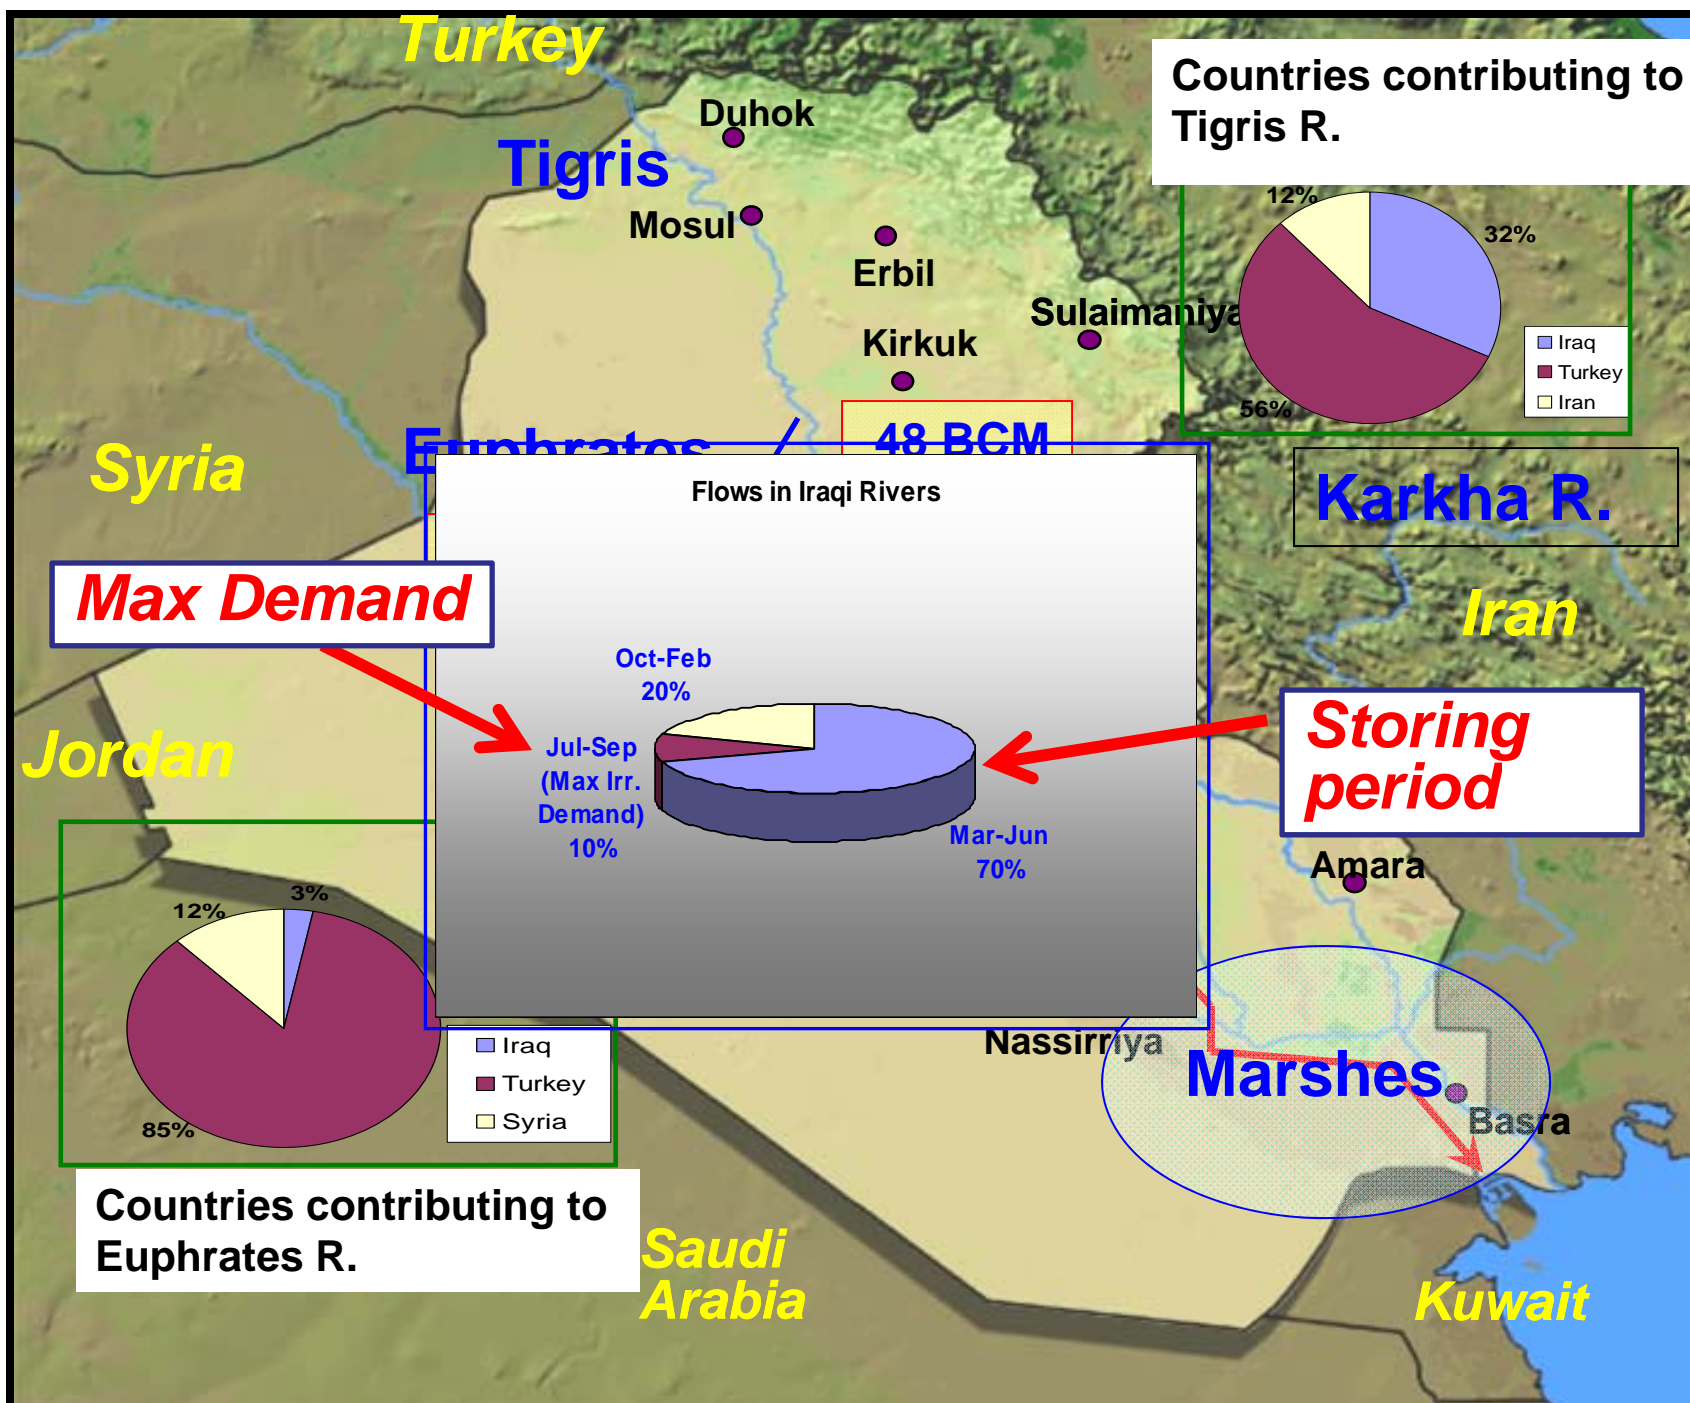 Turkey
Countries contributing to
Tigris R.
Duhok
Tigris
12%
32%
Mosul
Erbil
Sulaimaniya
Kirkuk
Iraq
Turkey
Iran
56%
48 BCM
Euphrates
Syria
Flows in Iraqi Rivers
Karkha R.
Max Demand
Iran
Oct-Feb
20%
Storing
period
Jordan
Jul-Sep
(Max Irr.
Demand)
10%
Mar-Jun
70%
Amara
3%
12%
Nassirriya
Iraq
Turkey
Syria
Marshes
Basra
85%
Countries contributing to
Euphrates R.
Saudi
Arabia
Kuwait